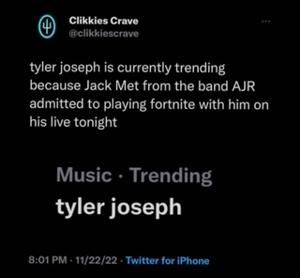 Clikkies Crave
@clikkiescrave
tyler joseph is currently trending
because Jack Met from the band AJR
admitted to playing fortnite with him on
his live tonight
Music · Trending
tyler joseph
8:01 PM · 11/22/22 · Twitter for iPhone